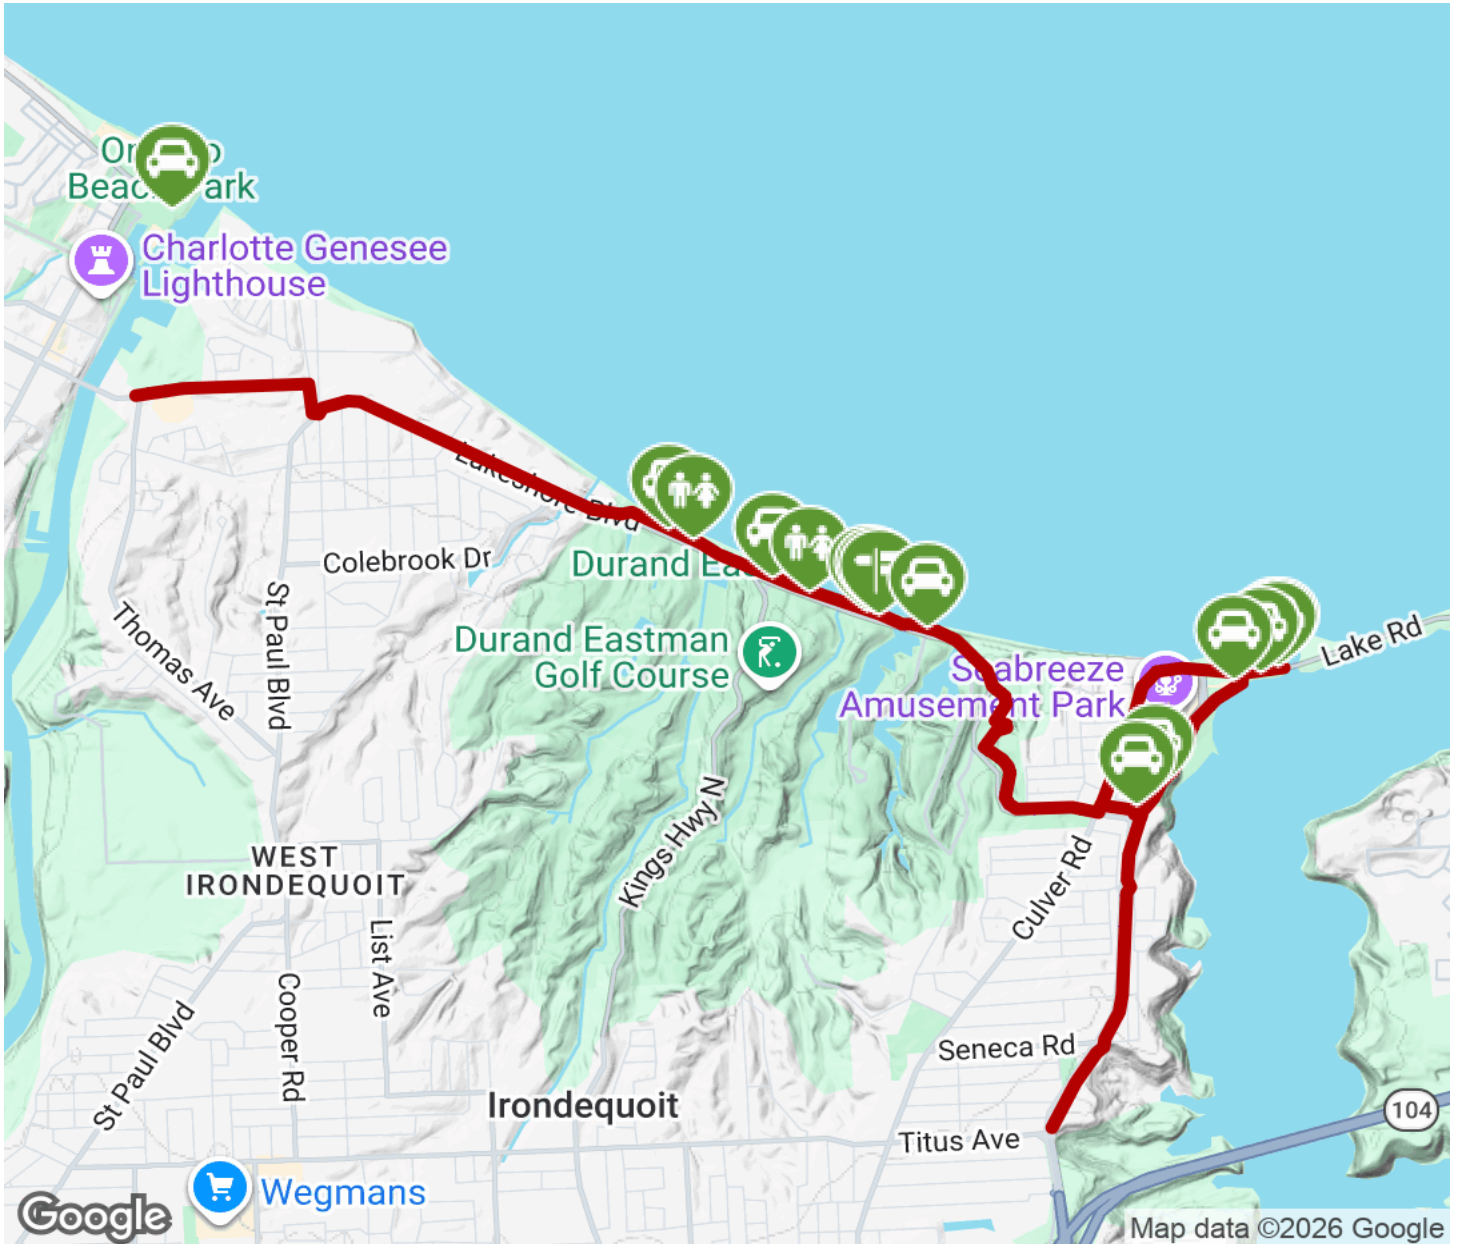 Beac
ark
Charlotte Genesee
Lighthouse
Lakeshore Blvd
Colebrook Dr
Durand Ea
St Paul Blvd
Thomas Ave
Durand Eastman
Golf Course
Lake Rd
Seabreeze
Amusement Park
Kings Hwy N
Culver Rd
WEST
IRONDEQUOIT
List Ave
Cooper Rd
St Paul Blvd
Seneca Rd
Irondequoit
104
Titus Ave
Wegmans
Google
Map data ©2026 Google